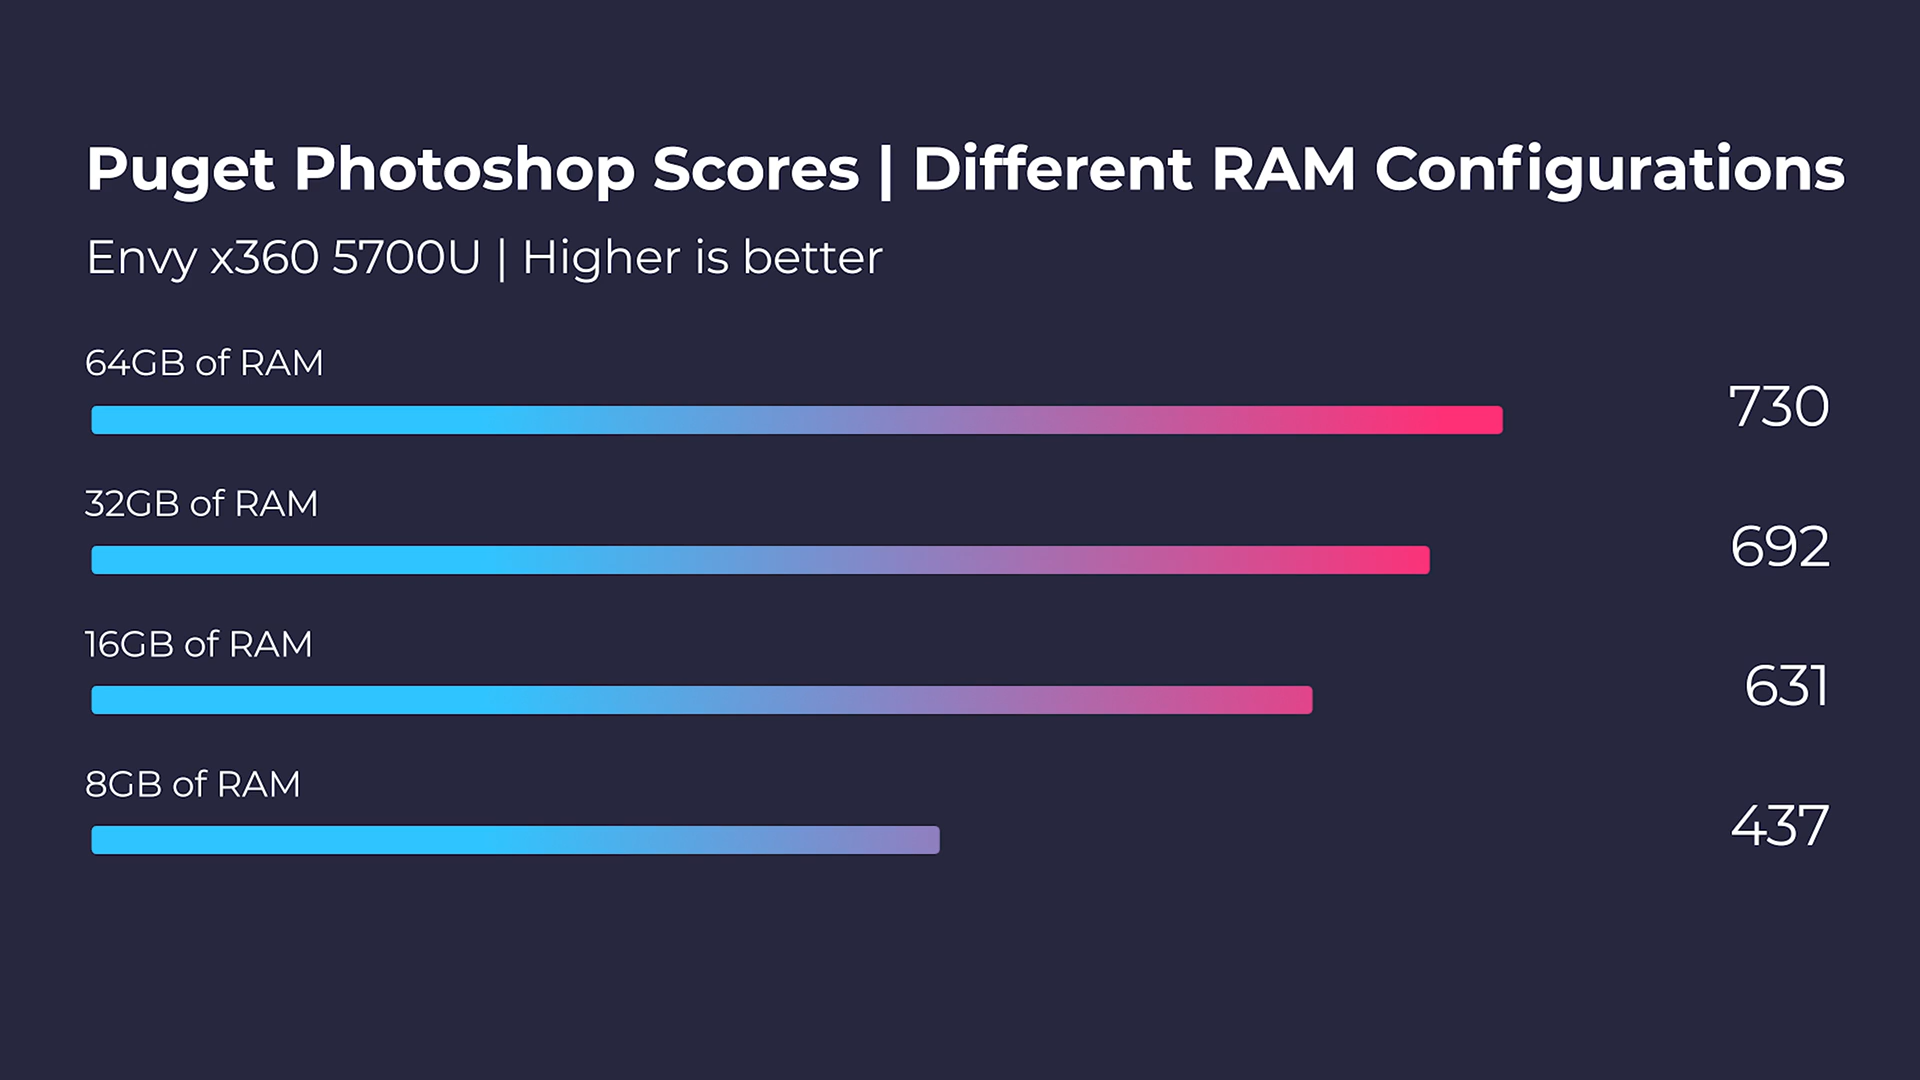 Puget Photoshop Scores | Different RAM Configurations
Envy x360 5700U | Higher is better
64GB of RAM
730
32GB of RAM
692
16GB of RAM
631
8GB of RAM
437